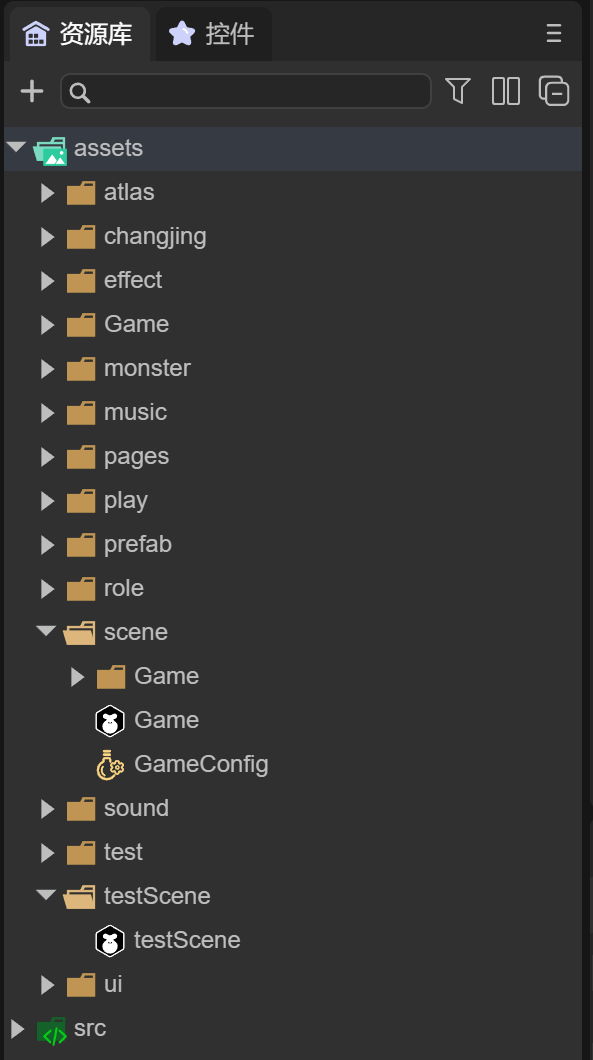 资源库 控件
assets
atlas
changjing
effect
Game
monster
music
pages
play
prefab
role
scene
Game
Game
GameConfig
sound
test
testScene
testScene
ui
src